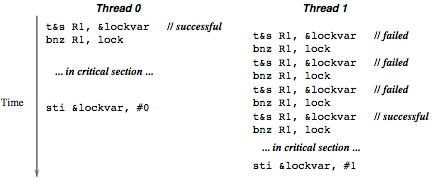 Thread 0
t&s R1, &lockvar // successful
bnz R1, lock
... in critical section ...
sti &lockvar, #0
Time
Thread 1
t&s R1, &lockvar // failed
bnz R1, lock
t&s R1, &lockvar // failed
bnz R1, lock
t&s R1, &lockvar // failed
bnz R1, lock
t&s R1, &lockvar // successful
bnz R1, lock
... in critical section ...
sti &lockvar, #1